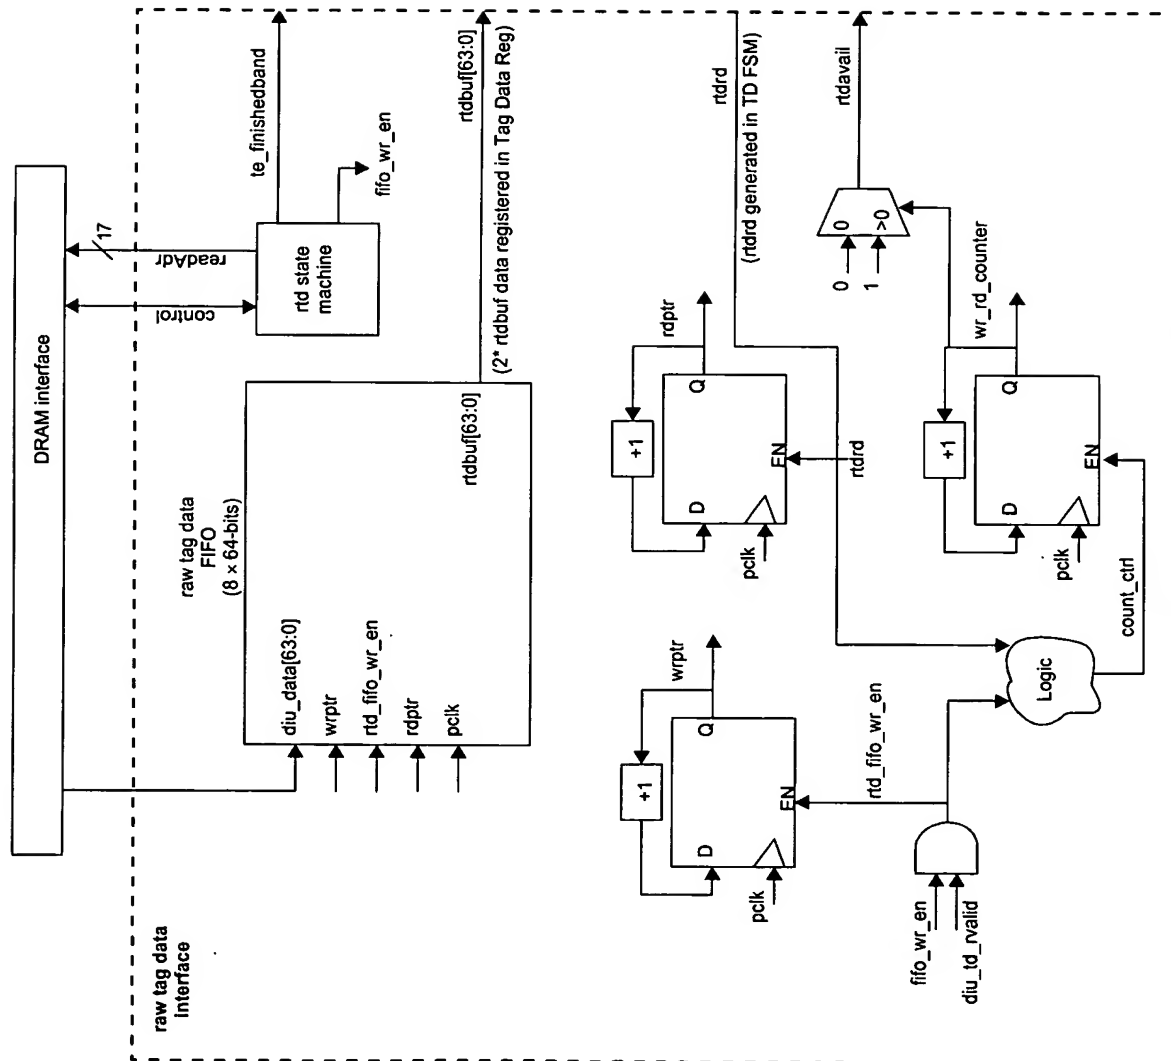 DRAM interface
raw tag data
interface
control
readAdr
17
rtd state
machine
te_finishedband
fifo_wr_en
raw tag data
FIFO
(8 × 64-bits)
diu_data[63:0]
wrptr
rtd_fifo_wr_en
rdptr
pclk
rtdbuf[63:0]
rtdbuf[63:0]
(2* rtdbuf data registered in Tag Data Reg)
+1
wrptr
D
Q
EN
pclk
+1
rdptr
D
Q
EN
pclk
rtdrd
rtdrd
(rtdrd generated in TD FSM)
rtd_fifo_wr_en
fifo_wr_en
diu_td_rvalid
Logic
count_ctrl
+1
wr_rd_counter
D
Q
EN
pclk
0
1
0
>0
rtdavail